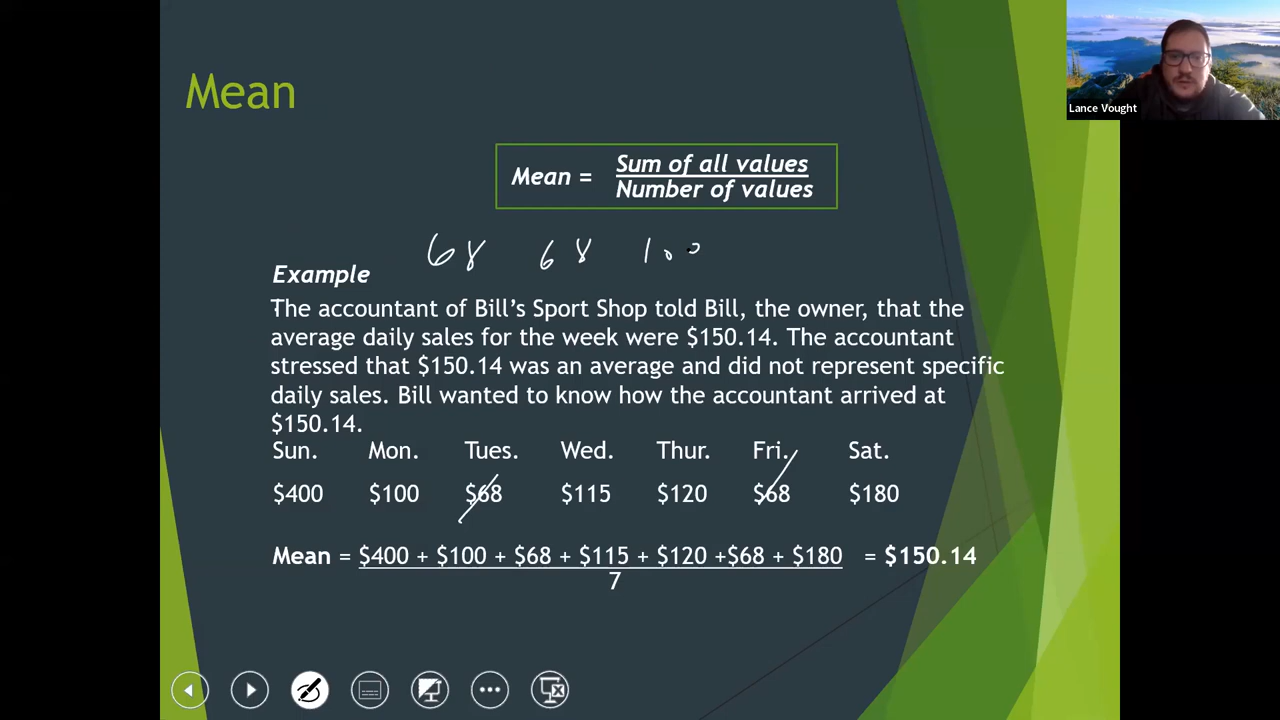 Mean
Lance Vought
Mean = Sum of all values
Number of values
68 68 100
Example
The accountant of Bill's Sport Shop told Bill, the owner, that the
average daily sales for the week were $150.14. The accountant
stressed that $150.14 was an average and did not represent specific
daily sales. Bill wanted to know how the accountant arrived at
$150.14.
Sun. Mon. Tues. Wed. Thur. Fri. Sat.
$400 $100 $68 $115 $120 $68 $180
Mean = $400 + $100 + $68 + $115 + $120 +$68 + $180 = $150.14
7